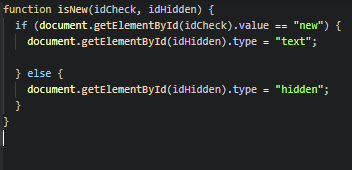 function isNew(idCheck, idHidden) {
if (document.getElementById(idCheck).value == "new") {
document.getElementById(idHidden).type = "text";
} else {
document.getElementById(idHidden).type = "hidden";
}
}